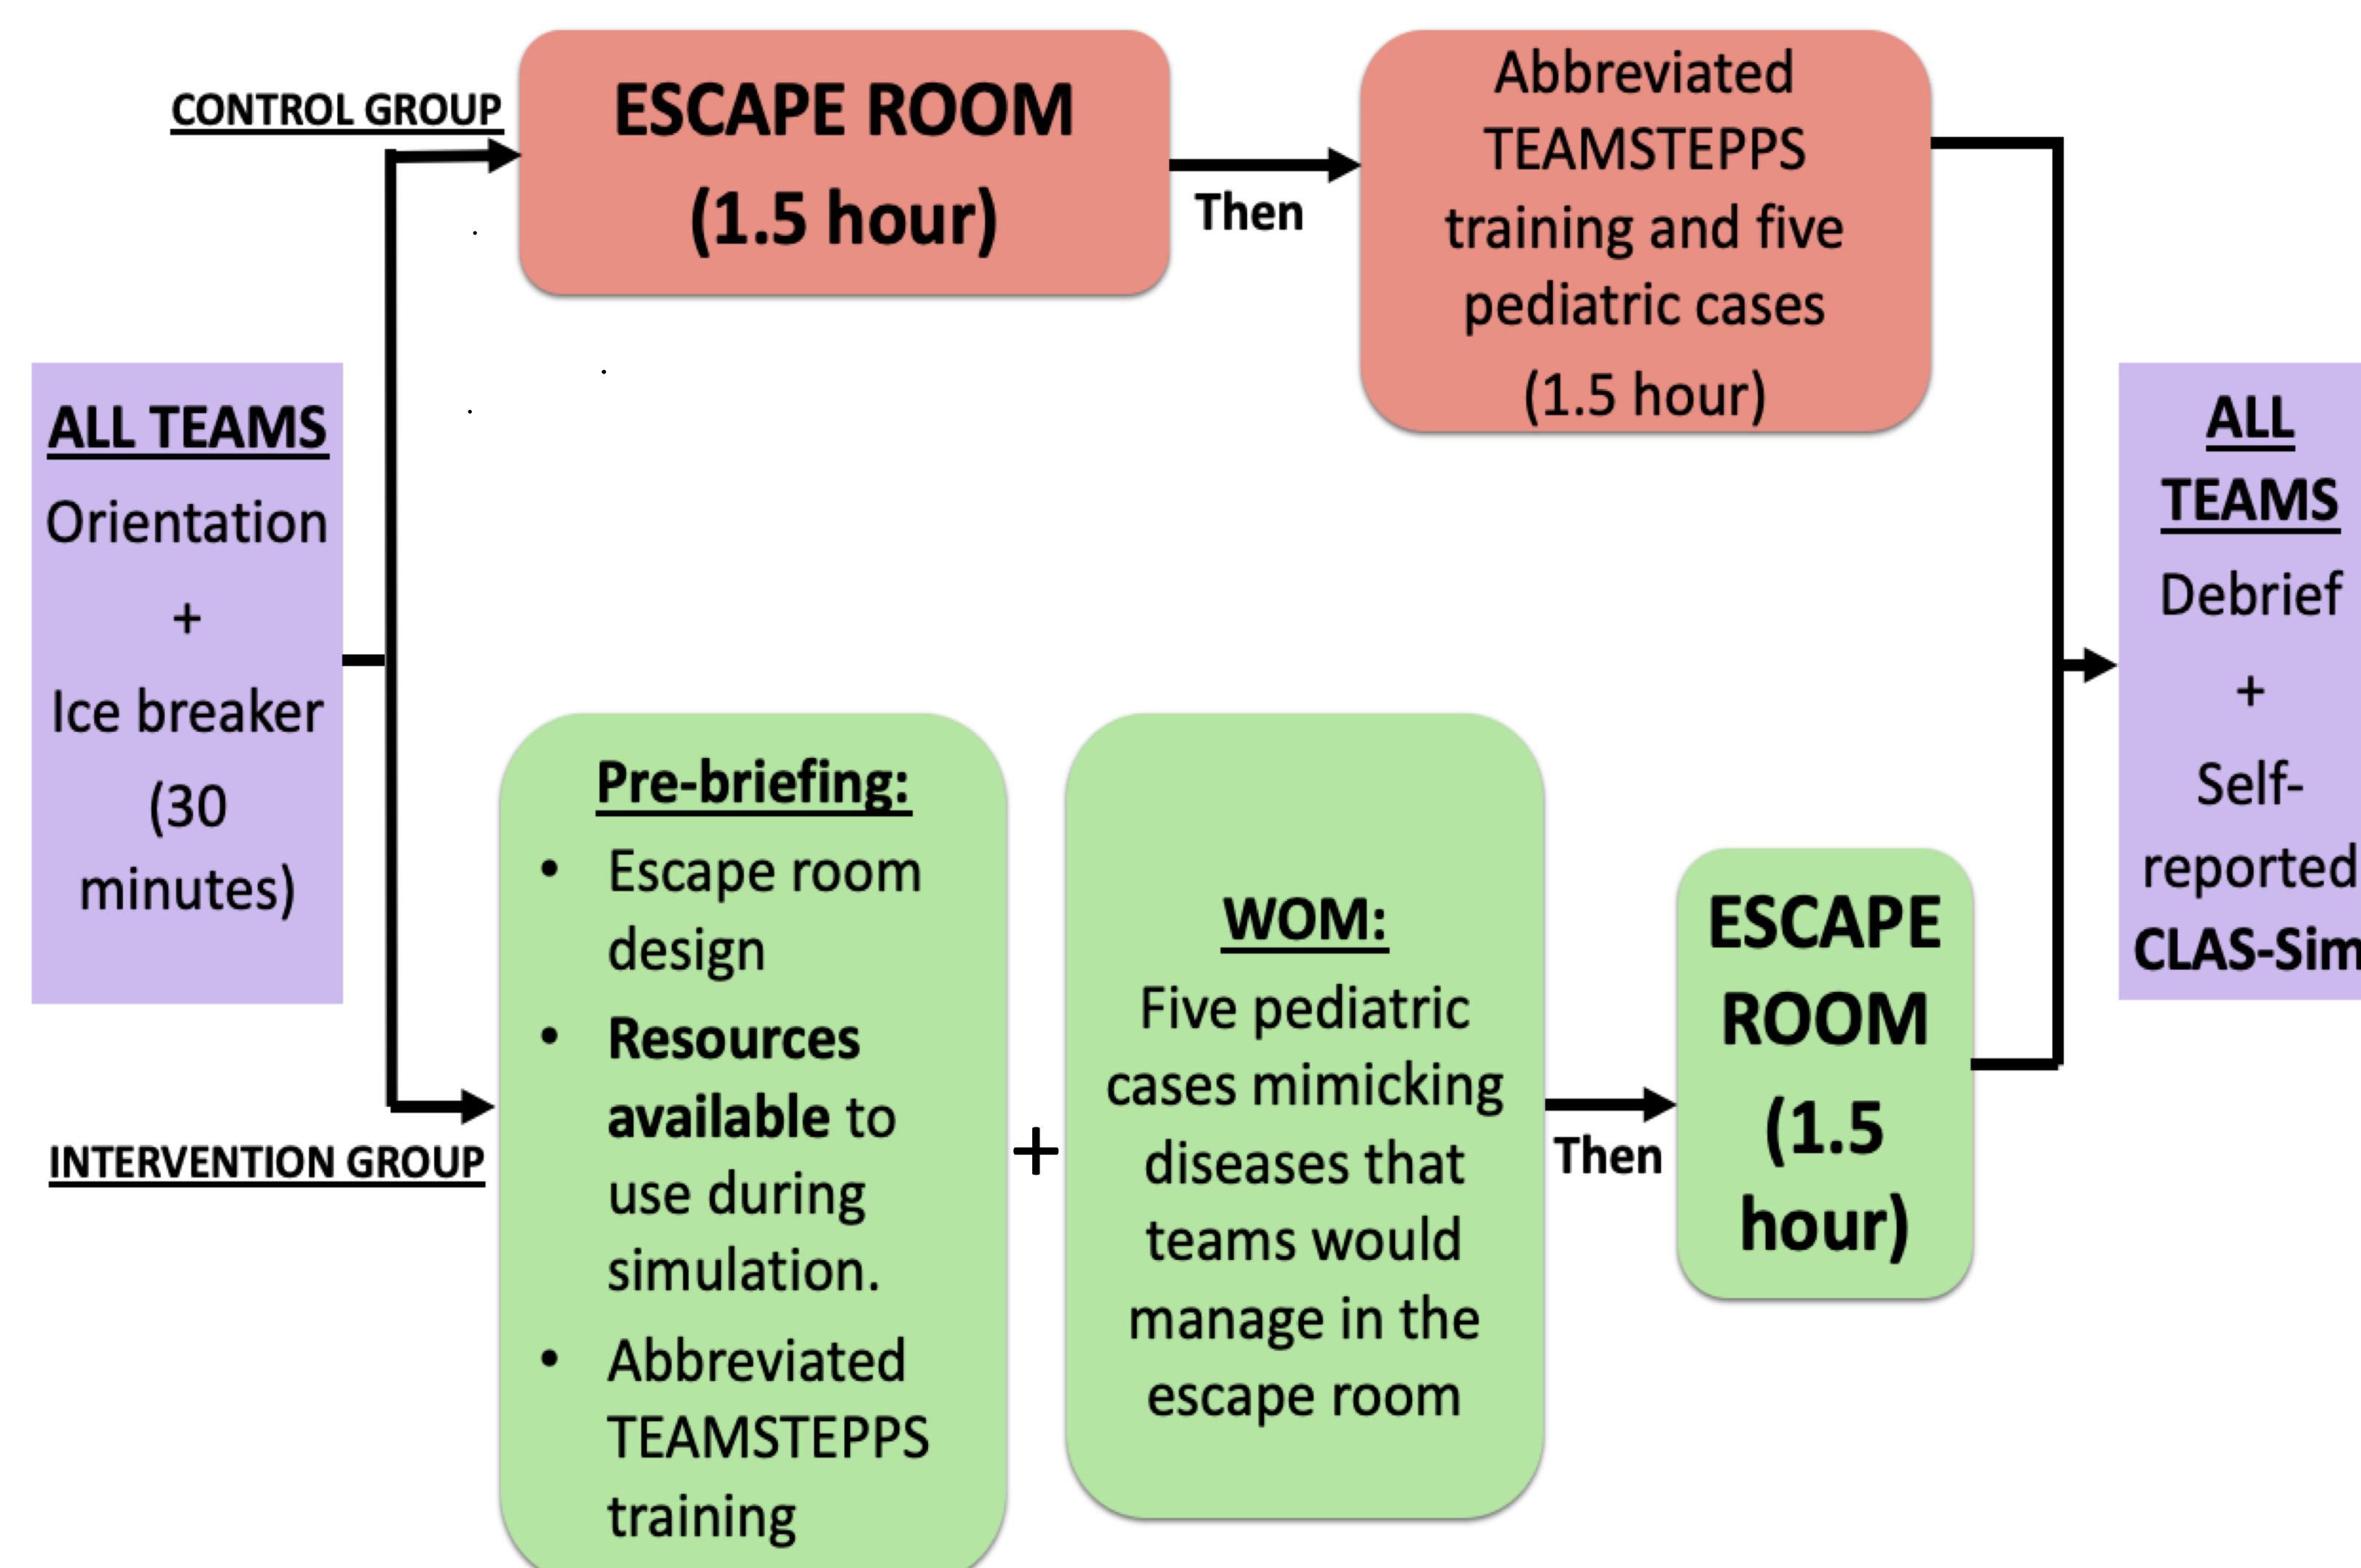 CONTROL GROUP
ESCAPE ROOM
(1.5 hour)
Then
Abbreviated
TEAMSTEPPS
training and five
pediatric cases
(1.5 hour)
ALL TEAMS
Orientation
+
Ice breaker
(30
minutes)
INTERVENTION GROUP
Pre-briefing:
• Escape room
design
• Resources
available to
use during
simulation.
• Abbreviated
TEAMSTEPPS
training
+
WOM:
Five pediatric
cases mimicking
diseases that
teams would
manage in the
escape room
Then
ESCAPE
ROOM
(1.5
hour)
ALL
TEAMS
Debrief
+
Self-
reported
CLAS-Sim